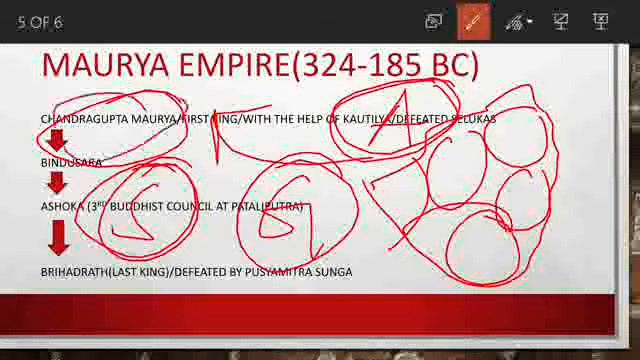 5 OF 6
MAURYA EMPIRE(324-185 BC)
CHANDRAGUPTA MAURYA/FIRST KING/WITH THE HELP OF KAUTILYA/DEFEATED SELUKAS
A
BINDUSARA
ASHOKA (3RD BUDDHIST COUNCIL AT PATALIPUTRA)
S G
BRIHADRATH(LAST KING)/DEFEATED BY PUSYAMITRA SUNGA